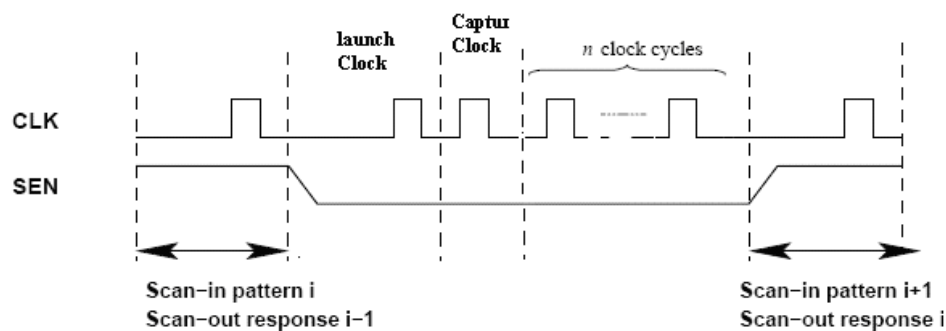 launch
Clock
Captur
Clock
n clock cycles
CLK
SEN
Scan-in pattern i
Scan-out response i-1
Scan-in pattern i+1
Scan-out response i